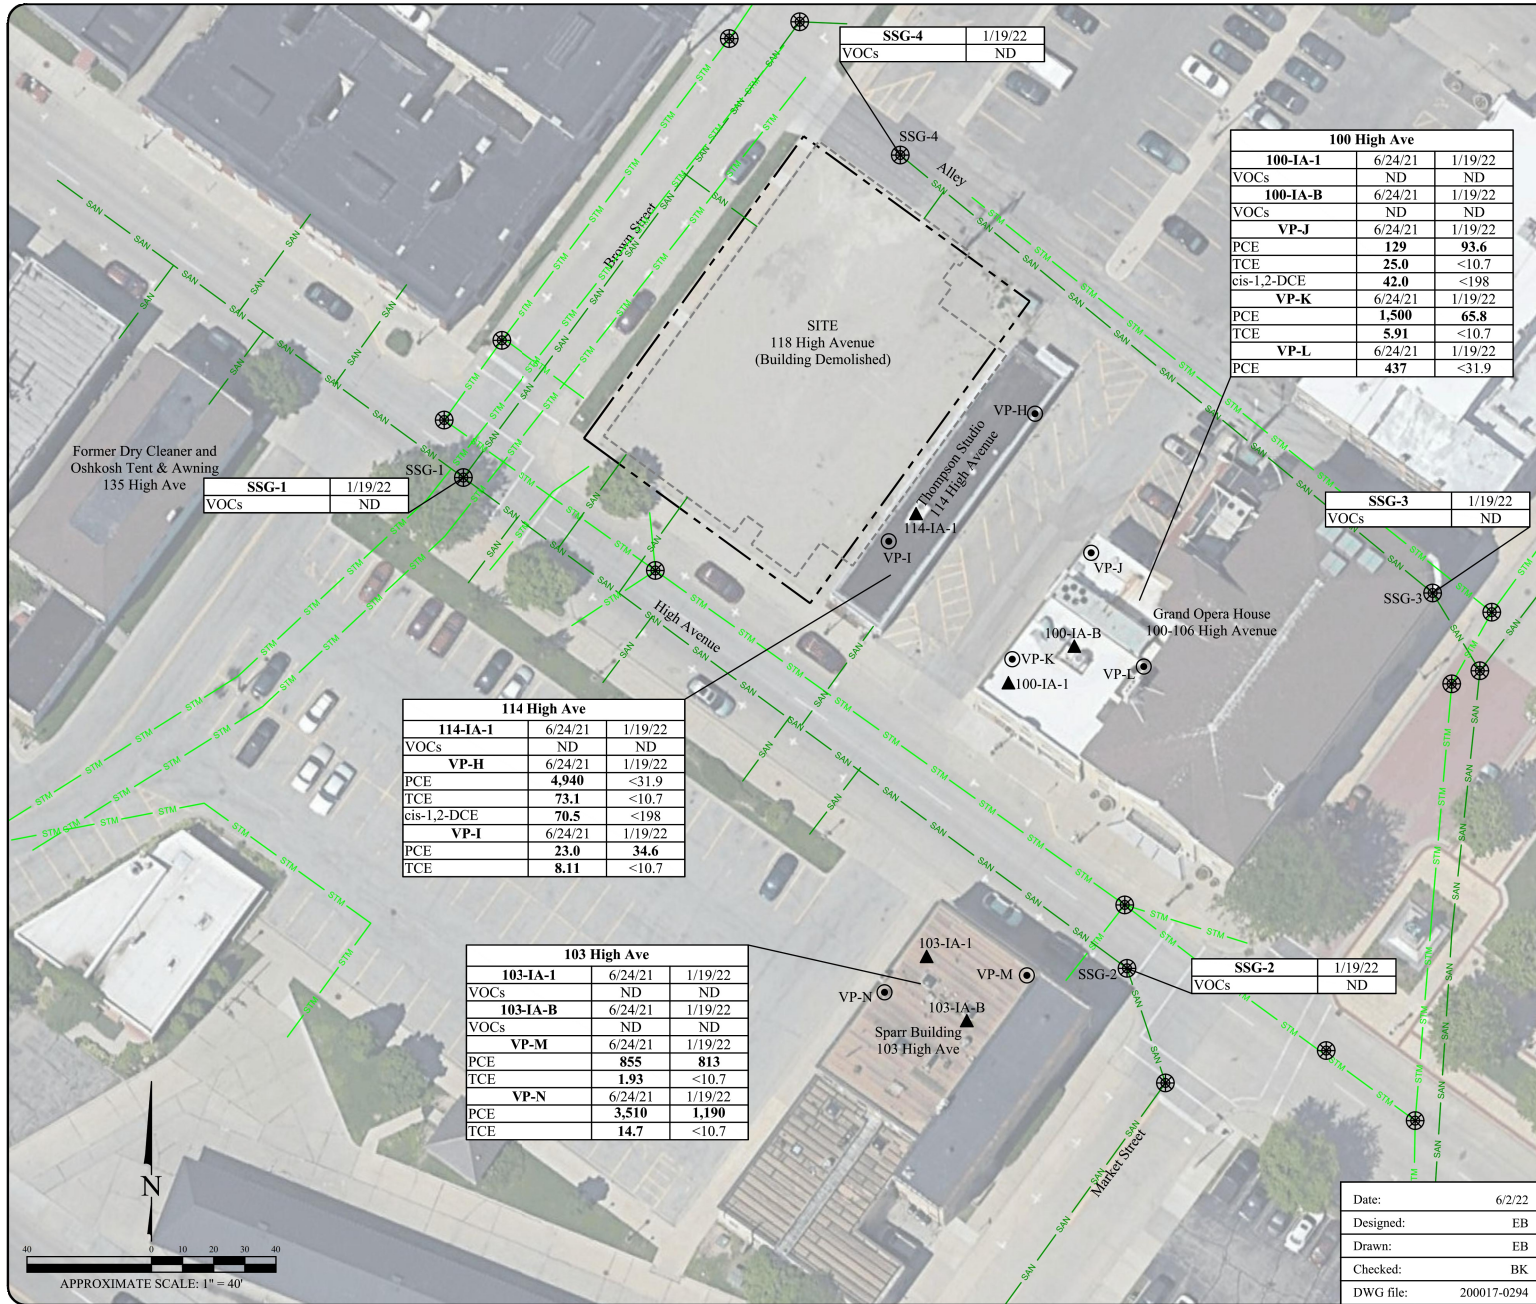 SSG-4 1/19/22
VOCs ND
SSG-4
Alley
Brown Street
100 High Ave
100-IA-1 6/24/21 1/19/22
VOCs ND ND
100-IA-B 6/24/21 1/19/22
VOCs ND ND
VP-J 6/24/21 1/19/22
PCE 129 93.6
TCE 25.0 <10.7
cis-1,2-DCE 42.0 <198
VP-K 6/24/21 1/19/22
PCE 1,500 65.8
TCE 5.91 <10.7
VP-L 6/24/21 1/19/22
PCE 437 <31.9
SITE
118 High Avenue
(Building Demolished)
VP-H
Thompson Studio
114 High Avenue
114-IA-1
VP-I
Former Dry Cleaner and
Oshkosh Tent & Awning
135 High Ave
SSG-1
SSG-1 1/19/22
VOCs ND
SSG-3 1/19/22
VOCs ND
SSG-3
VP-J
Grand Opera House
100-106 High Avenue
100-IA-B
VP-K
VP-L
100-IA-1
High Avenue
114 High Ave
114-IA-1 6/24/21 1/19/22
VOCs ND ND
VP-H 6/24/21 1/19/22
PCE 4,940 <31.9
TCE 73.1 <10.7
cis-1,2-DCE 70.5 <198
VP-I 6/24/21 1/19/22
PCE 23.0 34.6
TCE 8.11 <10.7
103 High Ave
103-IA-1 6/24/21 1/19/22
VOCs ND ND
103-IA-B 6/24/21 1/19/22
VOCs ND ND
VP-M 6/24/21 1/19/22
PCE 855 813
TCE 1.93 <10.7
VP-N 6/24/21 1/19/22
PCE 3,510 1,190
TCE 14.7 <10.7
103-IA-1
VP-M
VP-N
103-IA-B
Sparr Building
103 High Ave
SSG-2
SSG-2 1/19/22
VOCs ND
Market Street
SAN
STM
N
40 0 10 20 30 40
APPROXIMATE SCALE: 1" = 40'
Date: 6/2/22
Designed: EB
Drawn: EB
Checked: BK
DWG file: 200017-0294